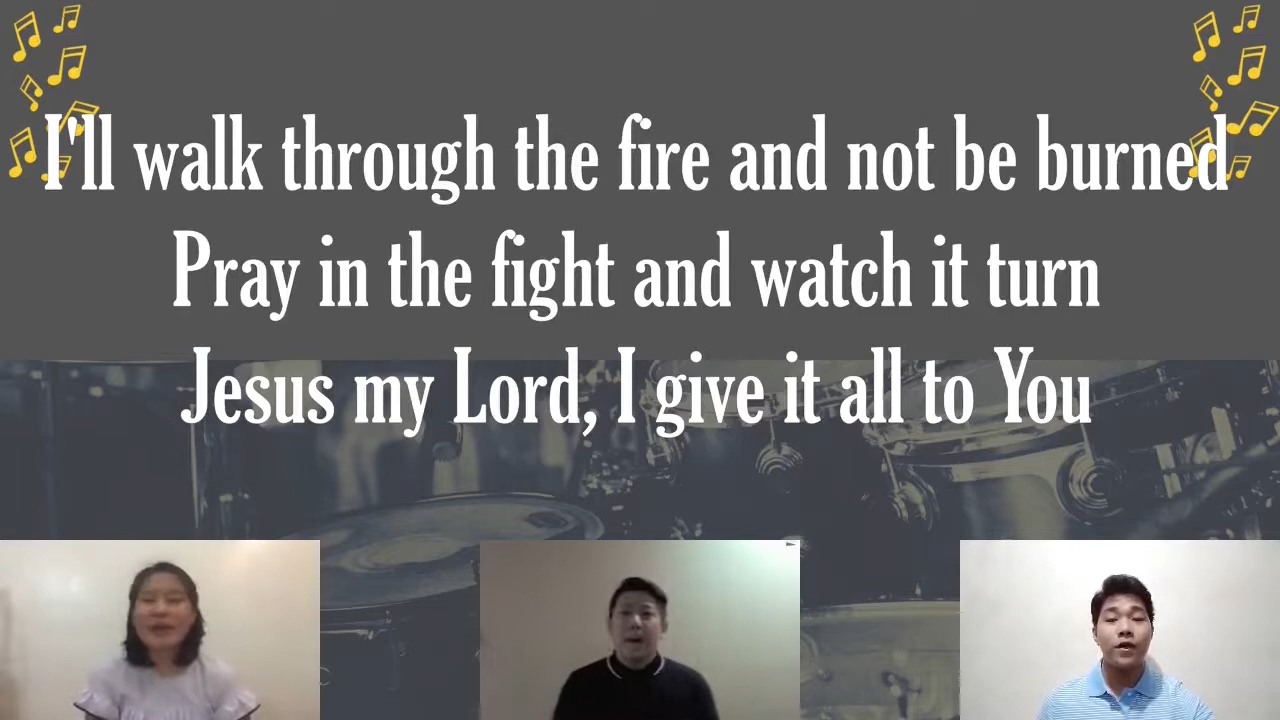 I'll walk through the fire and not be burned
Pray in the fight and watch it turn
Jesus my Lord, I give it all to You